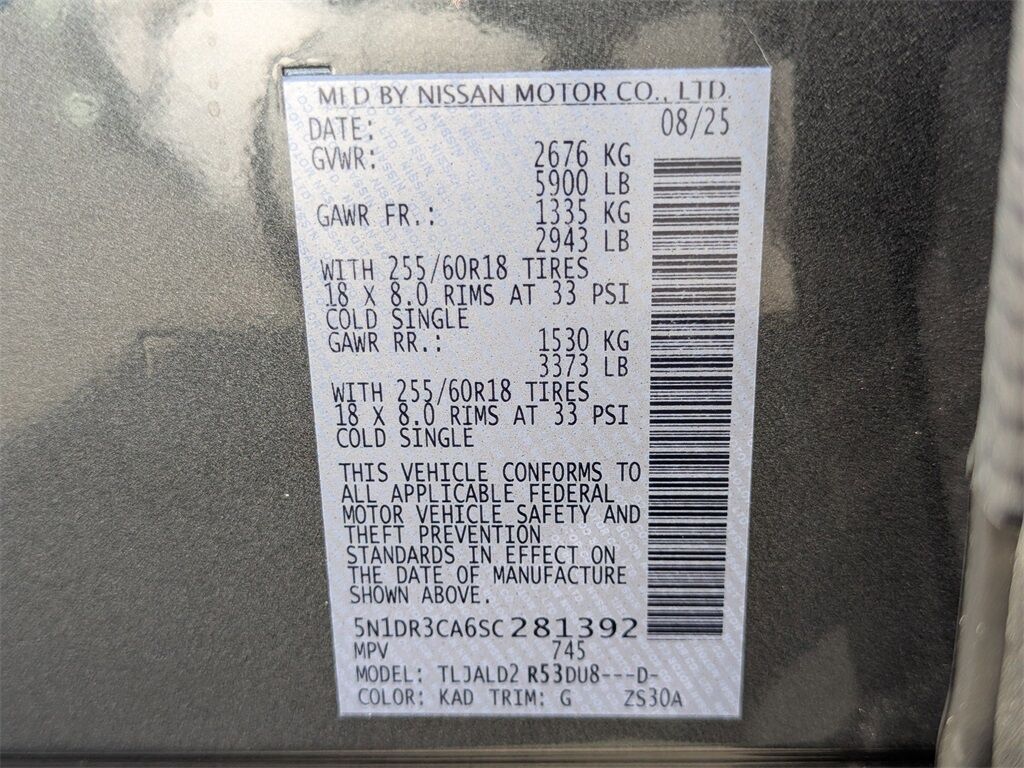 MFD BY NISSAN MOTOR CO., LTD.
DATE: 08/25
GVWR: 2676 KG
5900 LB
GAWR FR.: 1335 KG
2943 LB
WITH 255/60R18 TIRES
18 X 8.0 RIMS AT 33 PSI
COLD SINGLE
GAWR RR.: 1530 KG
3373 LB
WITH 255/60R18 TIRES
18 X 8.0 RIMS AT 33 PSI
COLD SINGLE
THIS VEHICLE CONFORMS TO
ALL APPLICABLE FEDERAL
MOTOR VEHICLE SAFETY AND
THEFT PREVENTION
STANDARDS IN EFFECT ON
THE DATE OF MANUFACTURE
SHOWN ABOVE.
5N1DR3CA6SC281392
MPV 745
MODEL: TLJALD2 R53DU8---D-
COLOR: KAD TRIM: G ZS30A